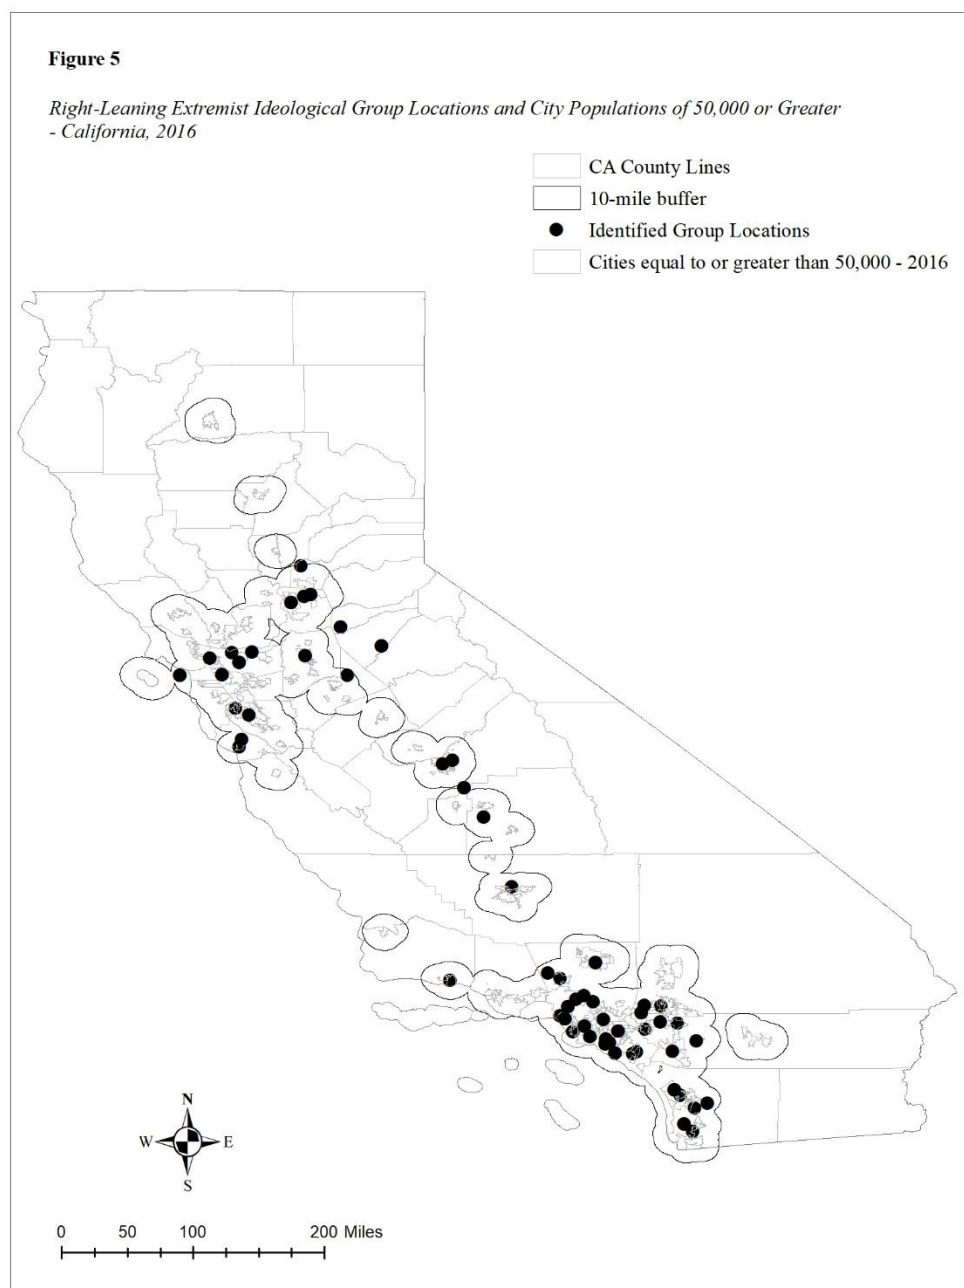 Figure 5
Right-Leaning Extremist Ideological Group Locations and City Populations of 50,000 or Greater
- California, 2016
CA County Lines
10-mile buffer
Identified Group Locations
Cities equal to or greater than 50,000 - 2016
N
W E
S
0 50 100 200 Miles